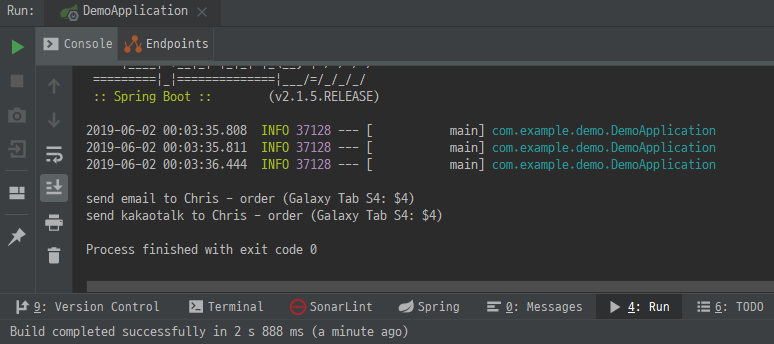 Run: DemoApplication
Console Endpoints
=========|_|==============|___/=/_/_/_/
:: Spring Boot :: (v2.1.5.RELEASE)
2019-06-02 00:03:35.808 INFO 37128 --- [ main] com.example.demo.DemoApplication
2019-06-02 00:03:35.811 INFO 37128 --- [ main] com.example.demo.DemoApplication
2019-06-02 00:03:36.444 INFO 37128 --- [ main] com.example.demo.DemoApplication
send email to Chris - order (Galaxy Tab S4: $4)
send kakaotalk to Chris - order (Galaxy Tab S4: $4)
Process finished with exit code 0
9: Version Control Terminal SonarLint Spring 0: Messages 4: Run 6: TODO
Build completed successfully in 2 s 888 ms (a minute ago)